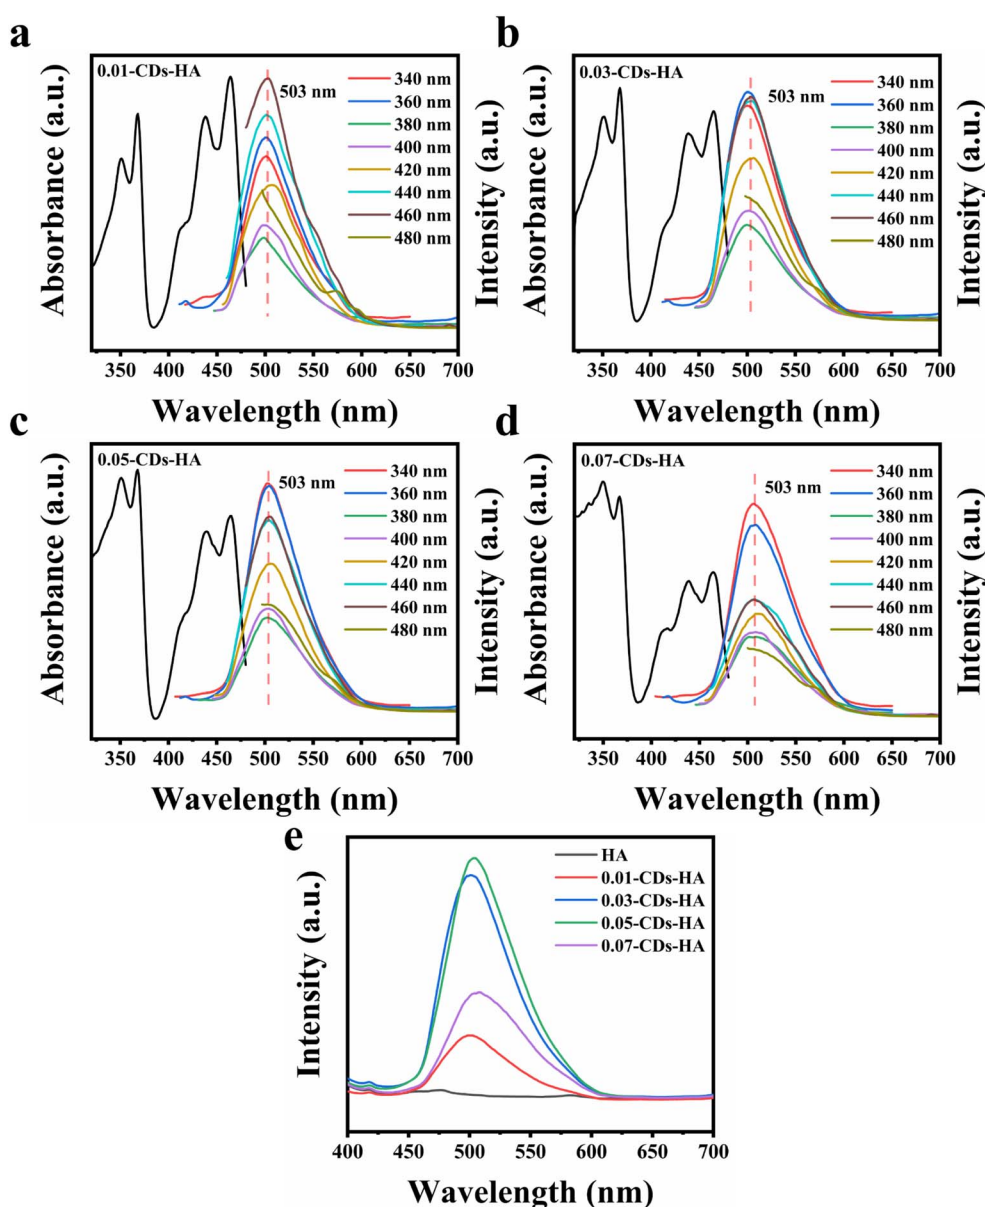 a
0.01-CDs-HA
503 nm
340 nm
360 nm
380 nm
400 nm
420 nm
440 nm
460 nm
480 nm
Absorbance (a.u.)
Intensity (a.u.)
350 400 450 500 550 600 650 700
Wavelength (nm)
b
0.03-CDs-HA
503 nm
340 nm
360 nm
380 nm
400 nm
420 nm
440 nm
460 nm
480 nm
Absorbance (a.u.)
Intensity (a.u.)
350 400 450 500 550 600 650 700
Wavelength (nm)
c
0.05-CDs-HA
503 nm
340 nm
360 nm
380 nm
400 nm
420 nm
440 nm
460 nm
480 nm
Absorbance (a.u.)
Intensity (a.u.)
350 400 450 500 550 600 650 700
Wavelength (nm)
d
0.07-CDs-HA
503 nm
340 nm
360 nm
380 nm
400 nm
420 nm
440 nm
460 nm
480 nm
Absorbance (a.u.)
Intensity (a.u.)
350 400 450 500 550 600 650 700
Wavelength (nm)
e
HA
0.01-CDs-HA
0.03-CDs-HA
0.05-CDs-HA
0.07-CDs-HA
Intensity (a.u.)
400 450 500 550 600 650 700
Wavelength (nm)